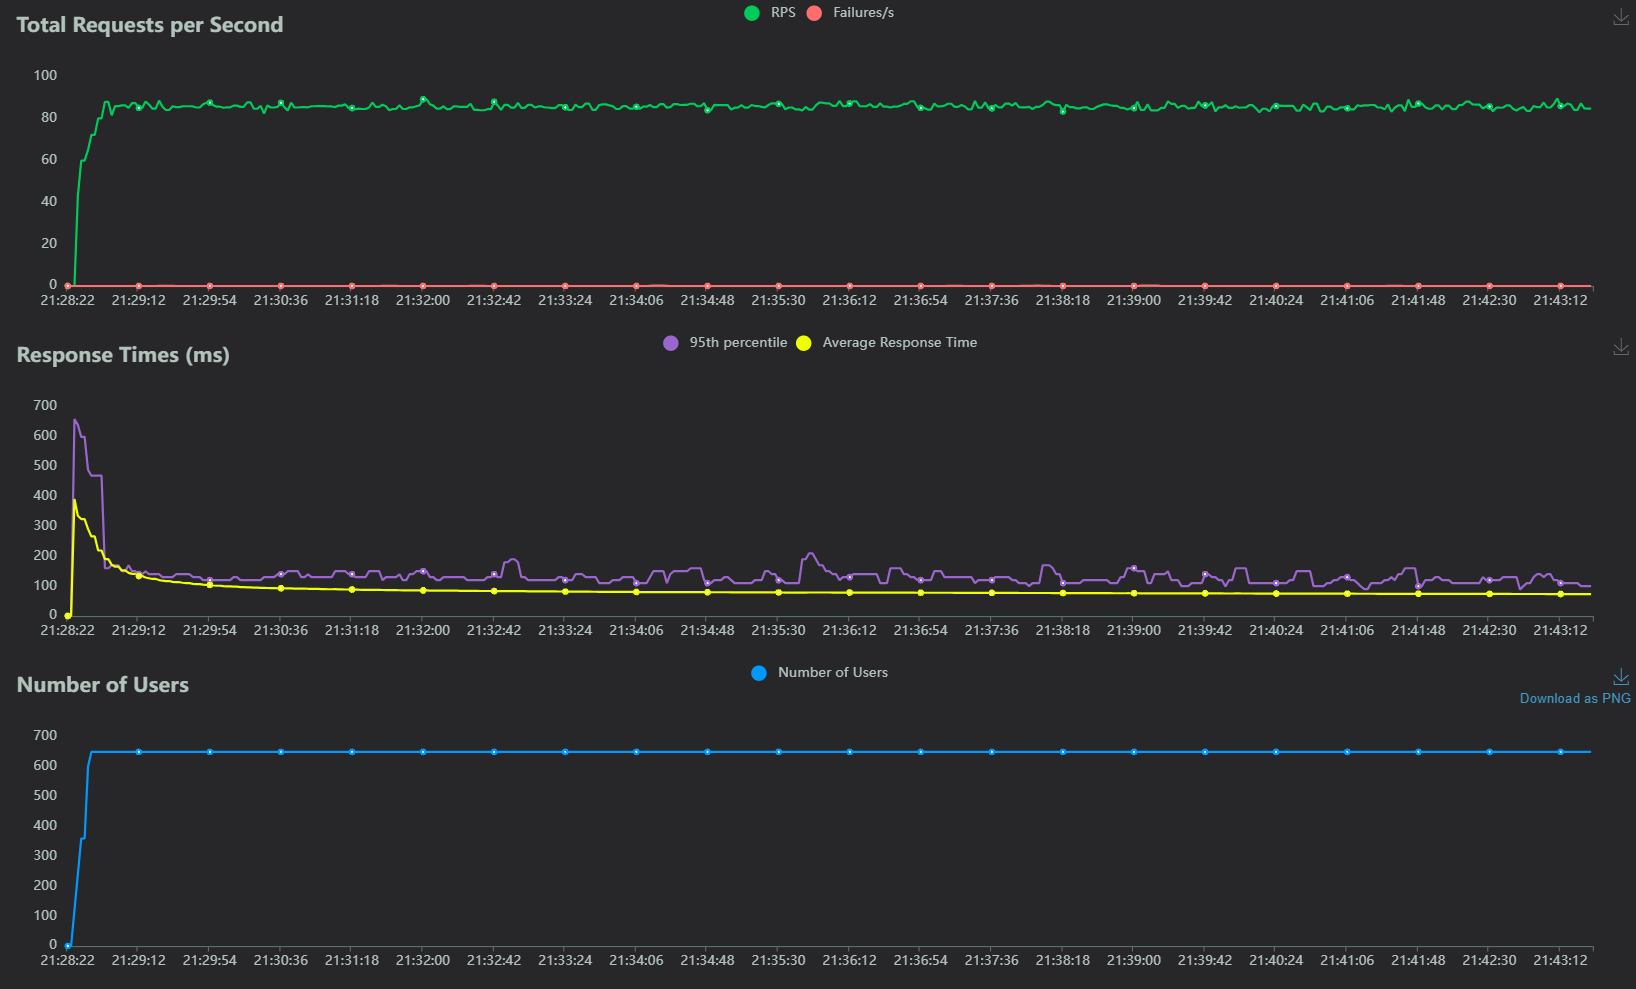 Total Requests per Second
RPS Failures/s
100
80
60
40
20
0
21:28:22 21:29:12 21:29:54 21:30:36 21:31:18 21:32:00 21:32:42 21:33:24 21:34:06 21:34:48 21:35:30 21:36:12 21:36:54 21:37:36 21:38:18 21:39:00 21:39:42 21:40:24 21:41:06 21:41:48 21:42:30 21:43:12
Response Times (ms)
95th percentile Average Response Time
700
600
500
400
300
200
100
0
21:28:22 21:29:12 21:29:54 21:30:36 21:31:18 21:32:00 21:32:42 21:33:24 21:34:06 21:34:48 21:35:30 21:36:12 21:36:54 21:37:36 21:38:18 21:39:00 21:39:42 21:40:24 21:41:06 21:41:48 21:42:30 21:43:12
Number of Users
Number of Users
Download as PNG
700
600
500
400
300
200
100
0
21:28:22 21:29:12 21:29:54 21:30:36 21:31:18 21:32:00 21:32:42 21:33:24 21:34:06 21:34:48 21:35:30 21:36:12 21:36:54 21:37:36 21:38:18 21:39:00 21:39:42 21:40:24 21:41:06 21:41:48 21:42:30 21:43:12